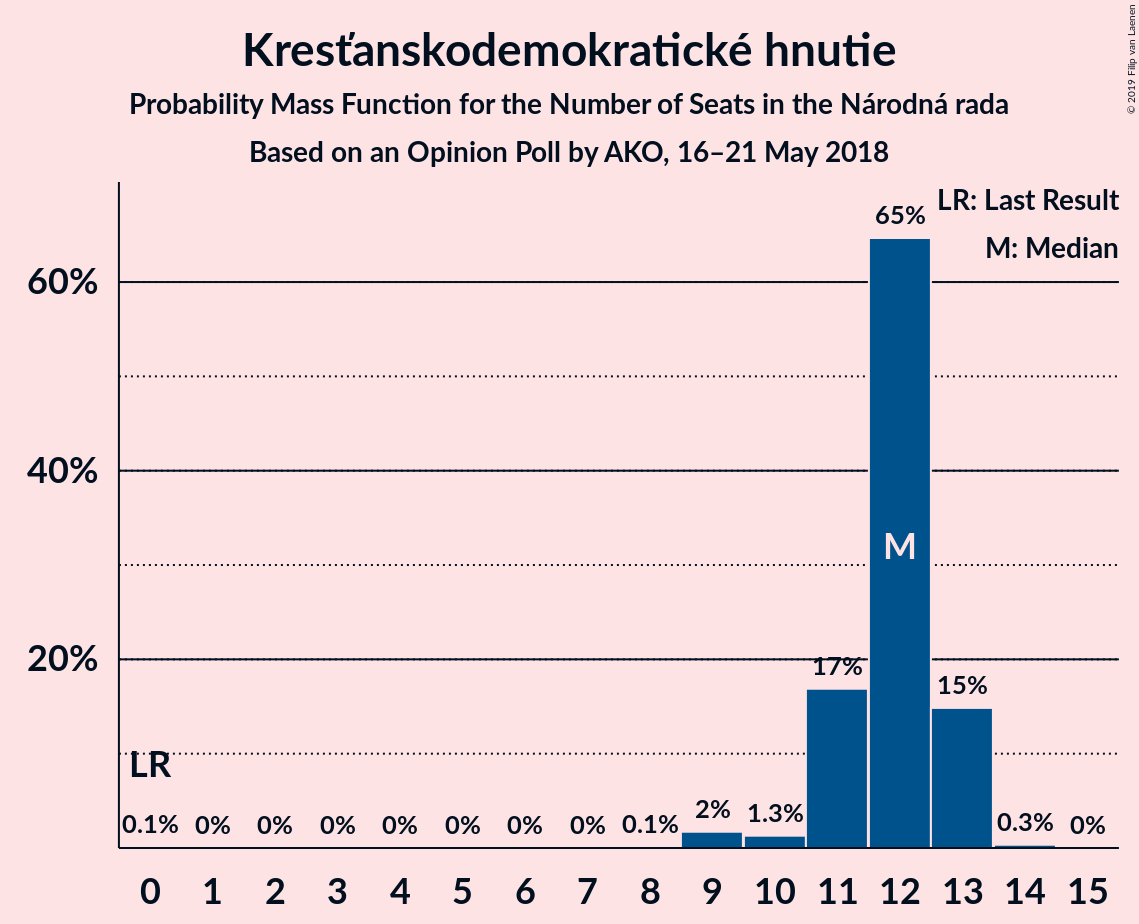 Kresťanskodemokratické hnutie
Probability Mass Function for the Number of Seats in the Národná rada
Based on an Opinion Poll by AKO, 16–21 May 2018
© 2019 Filip van Laenen
LR: Last Result
M: Median
60%
40%
20%
65%
M
17%
15%
LR
0.1% 0% 0% 0% 0% 0% 0% 0% 0.1% 2% 1.3% 0.3% 0%
0 1 2 3 4 5 6 7 8 9 10 11 12 13 14 15